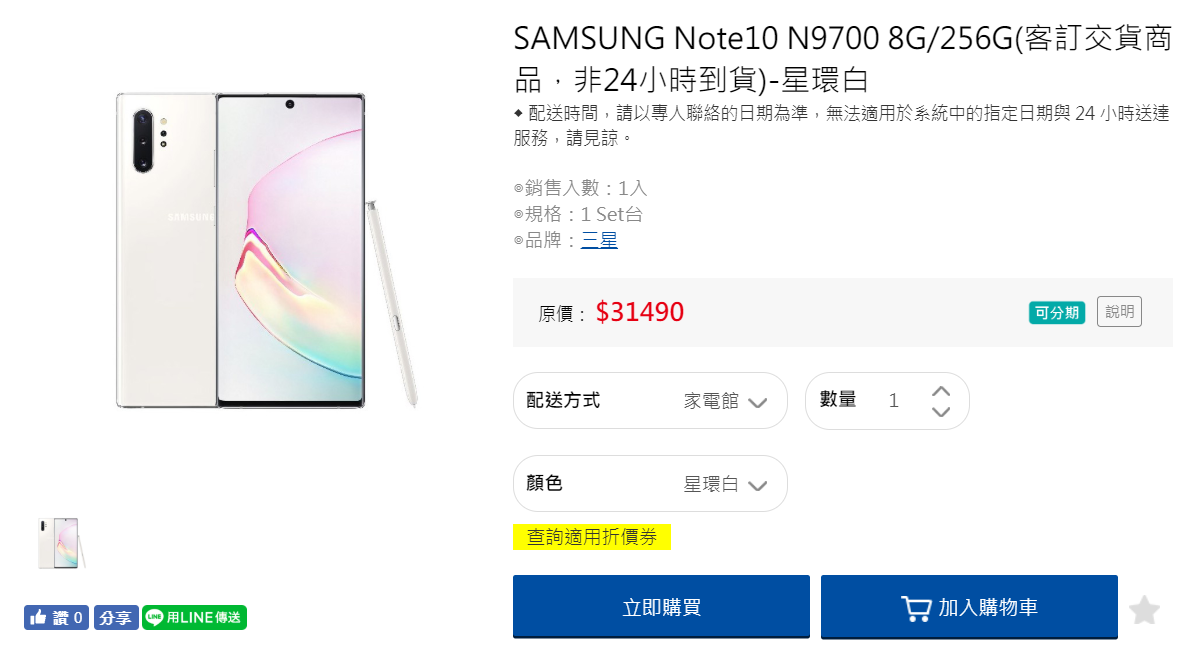 SAMSUNG Note10 N9700 8G/256G(客訂交貨商
品，非24小時到貨)-星環白
◆ 配送時間，請以專人聯絡的日期為準，無法適用於系統中的指定日期與 24 小時送達
服務，請見諒。
◎銷售入數：1入
◎規格：1 Set台
◎品牌：三星
原價： $31490 可分期 說明
配送方式 家電館 數量 1
顏色 星環白
查詢適用折價券
立即購買 加入購物車
SAMSUNG
讚 0 分享 LINE 用LINE傳送